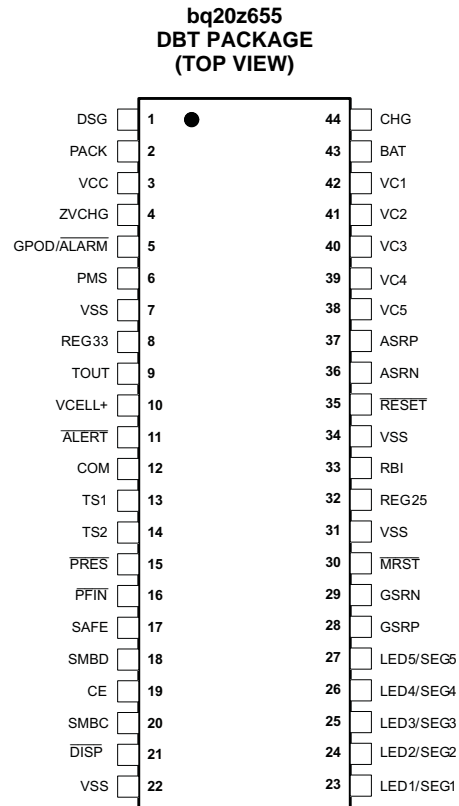 bq20z655
DBT PACKAGE
(TOP VIEW)
DSG 1 44 CHG
PACK 2 43 BAT
VCC 3 42 VC1
ZVCHG 4 41 VC2
GPOD/ALARM 5 40 VC3
PMS 6 39 VC4
VSS 7 38 VC5
REG33 8 37 ASRP
TOUT 9 36 ASRN
VCELL+ 10 35 RESET
ALERT 11 34 VSS
COM 12 33 RBI
TS1 13 32 REG25
TS2 14 31 VSS
PRES 15 30 MRST
PFIN 16 29 GSRN
SAFE 17 28 GSRP
SMBD 18 27 LED5/SEG5
CE 19 26 LED4/SEG4
SMBC 20 25 LED3/SEG3
DISP 21 24 LED2/SEG2
VSS 22 23 LED1/SEG1